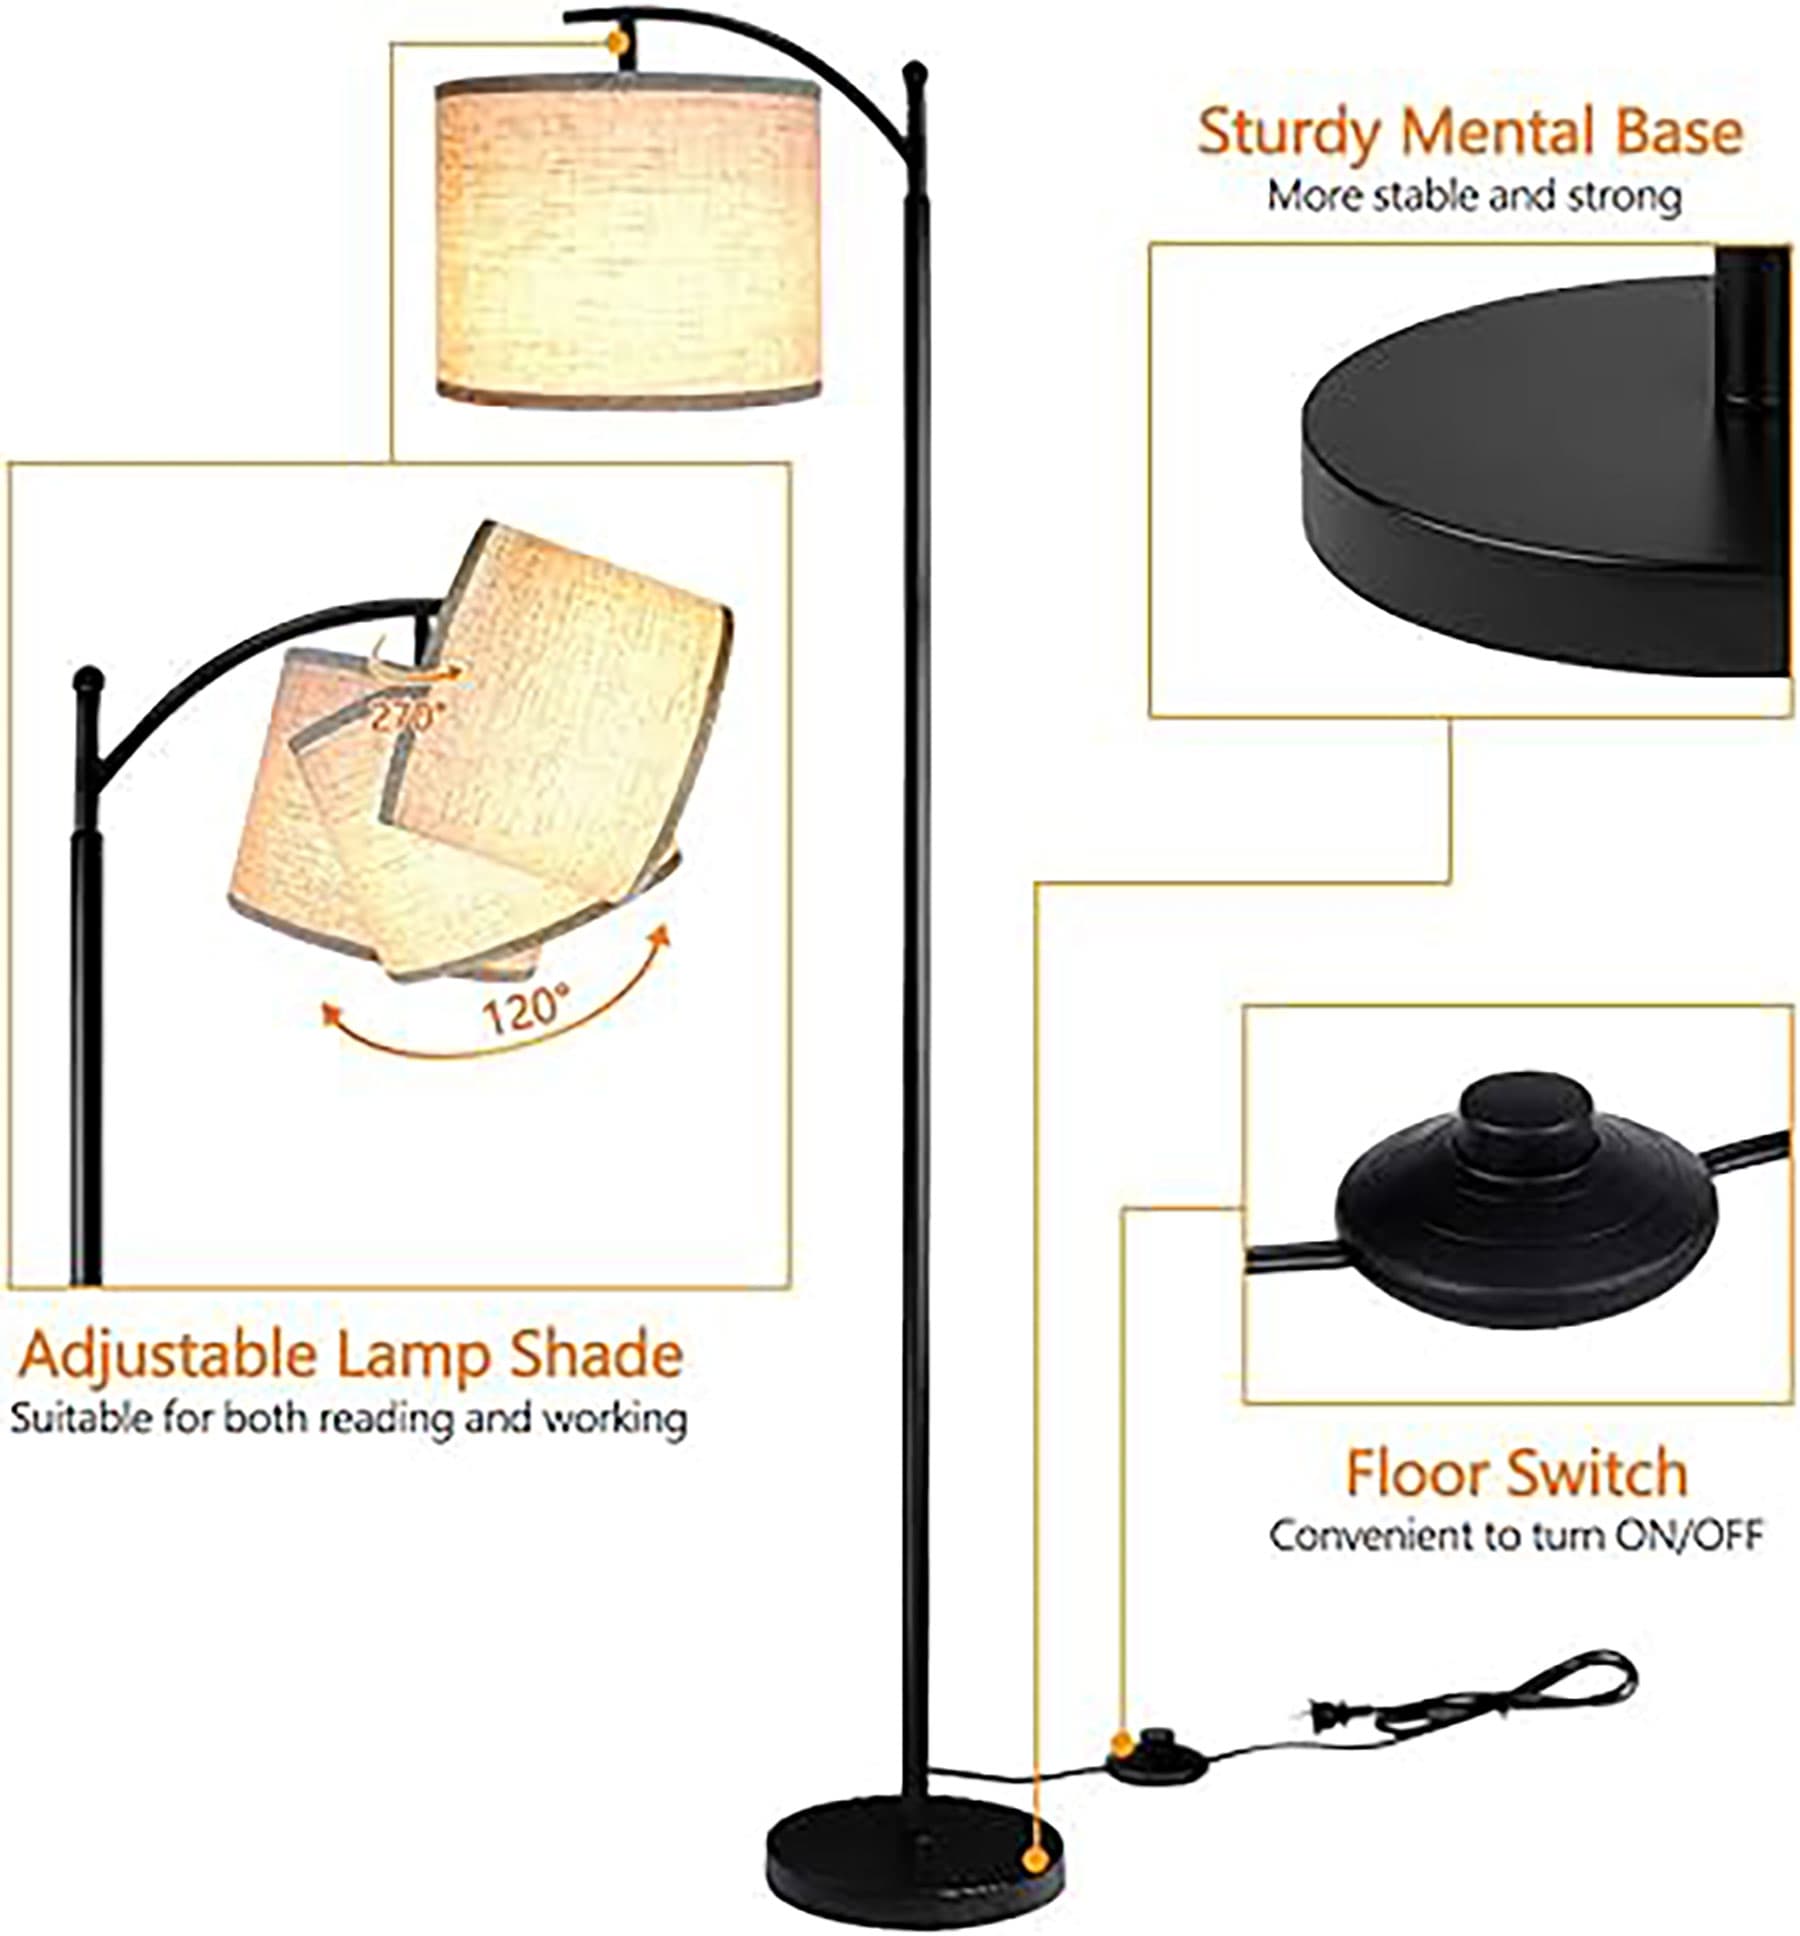 Sturdy Mental Base
More stable and strong
270°
120°
Adjustable Lamp Shade
Suitable for both reading and working
Floor Switch
Convenient to turn ON/OFF